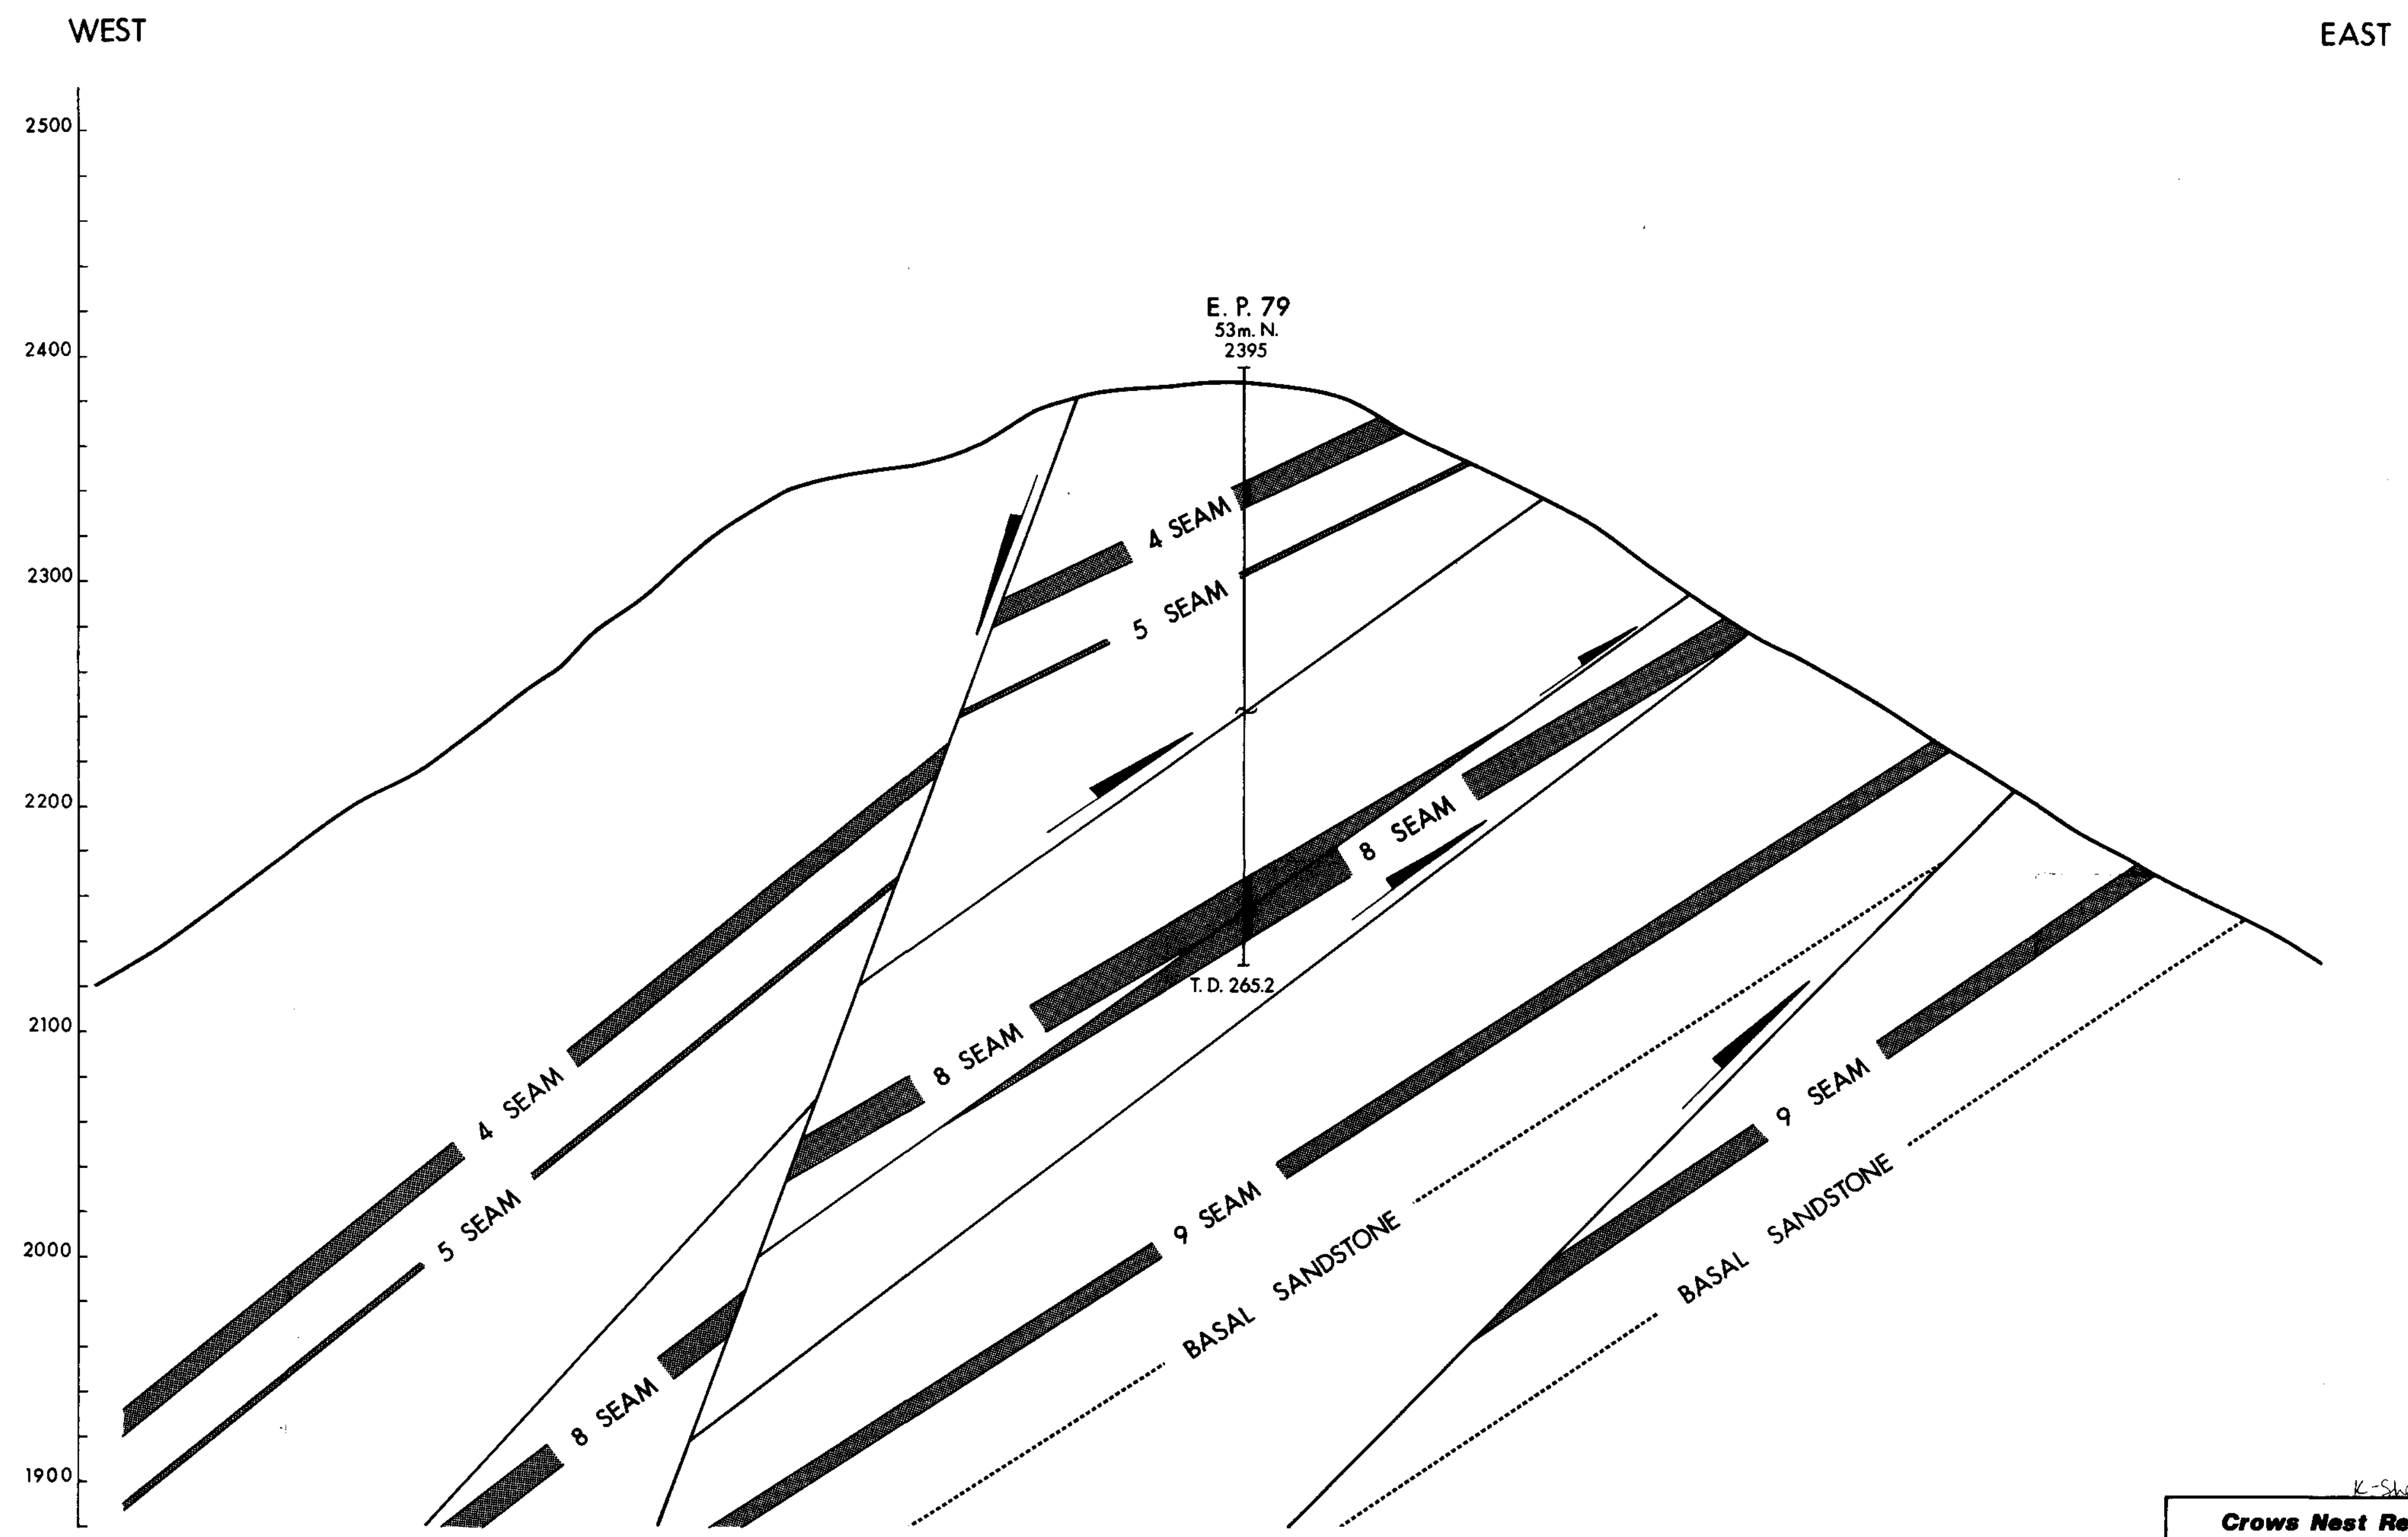 WEST
EAST
2500
2400
2300
2200
2100
2000
1900
E. P. 79
53m. N.
2395
4 SEAM
5 SEAM
8 SEAM
8 SEAM
T. D. 265.2
4 SEAM
5 SEAM
9 SEAM
9 SEAM
BASAL SANDSTONE
BASAL SANDSTONE
8 SEAM
Crows Nest